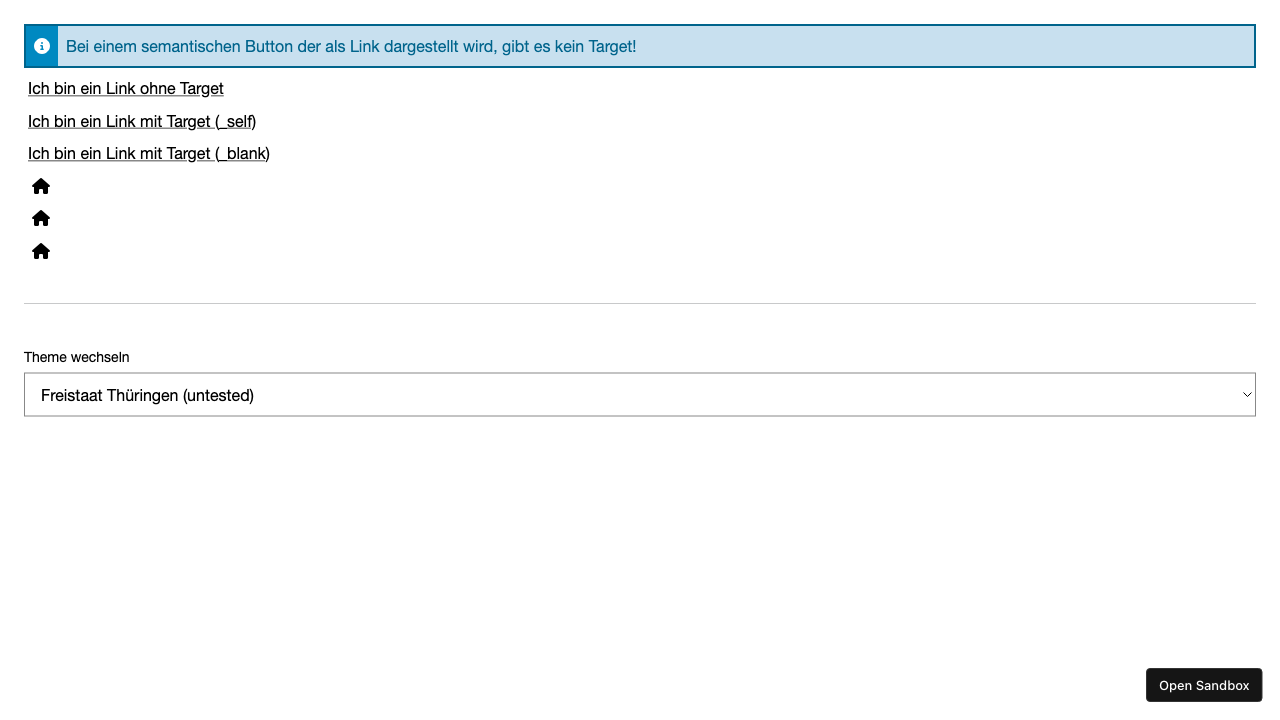 Bei einem semantischen Button der als Link dargestellt wird, gibt es kein Target!
Ich bin ein Link ohne Target
Ich bin ein Link mit Target (_self)
Ich bin ein Link mit Target (_blank)
Theme wechseln
Freistaat Thüringen (untested)
Open Sandbox